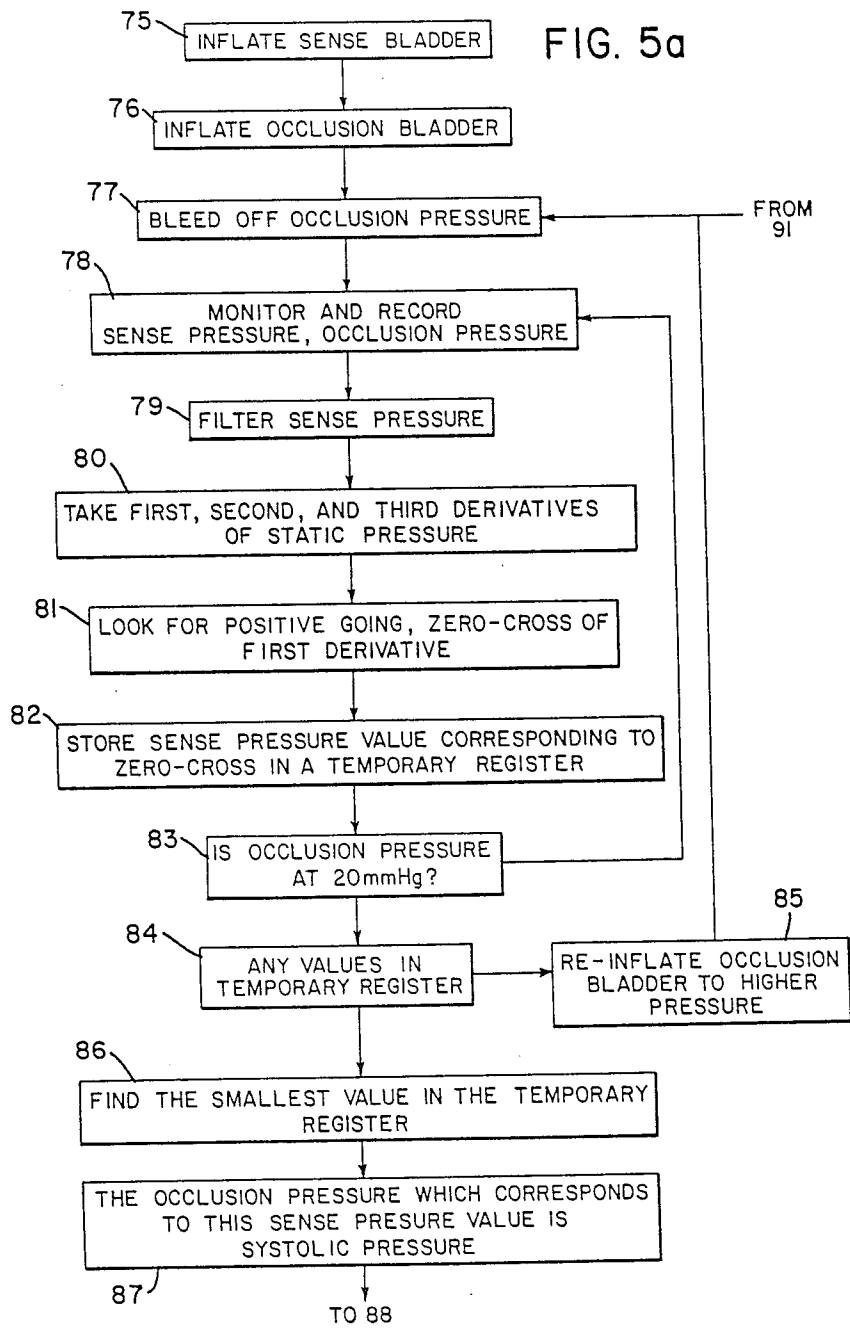 FIG. 5a
75
INFLATE SENSE BLADDER
76
INFLATE OCCLUSION BLADDER
77
BLEED OFF OCCLUSION PRESSURE
FROM
91
78
MONITOR AND RECORD
SENSE PRESSURE, OCCLUSION PRESSURE
79
FILTER SENSE PRESSURE
80
TAKE FIRST, SECOND, AND THIRD DERIVATIVES
OF STATIC PRESSURE
81
LOOK FOR POSITIVE GOING, ZERO-CROSS OF
FIRST DERIVATIVE
82
STORE SENSE PRESSURE VALUE CORRESPONDING TO
ZERO-CROSS IN A TEMPORARY REGISTER
83
IS OCCLUSION PRESSURE
AT 20mmHg?
84
ANY VALUES IN
TEMPORARY REGISTER
85
RE-INFLATE OCCLUSION
BLADDER TO HIGHER
PRESSURE
86
FIND THE SMALLEST VALUE IN THE TEMPORARY
REGISTER
THE OCCLUSION PRESSURE WHICH CORRESPONDS
TO THIS SENSE PRESURE VALUE IS
SYSTOLIC PRESSURE
87
TO 88